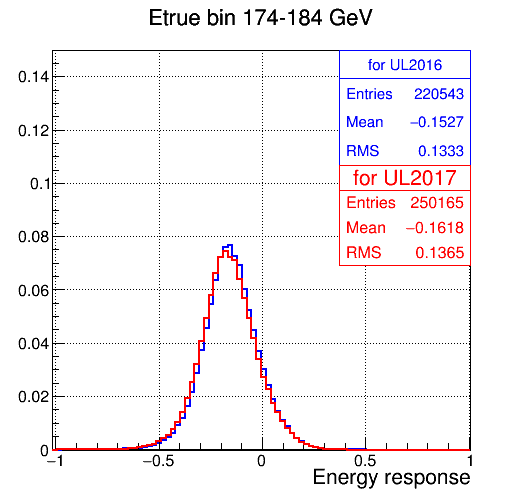 Etrue bin 174-184 GeV
for UL2016
Entries 220543
Mean −0.1527
RMS 0.1333
for UL2017
Entries 250165
Mean −0.1618
RMS 0.1365
0.14
0.12
0.1
0.08
0.06
0.04
0.02
0
−1 −0.5 0 0.5 1
Energy response